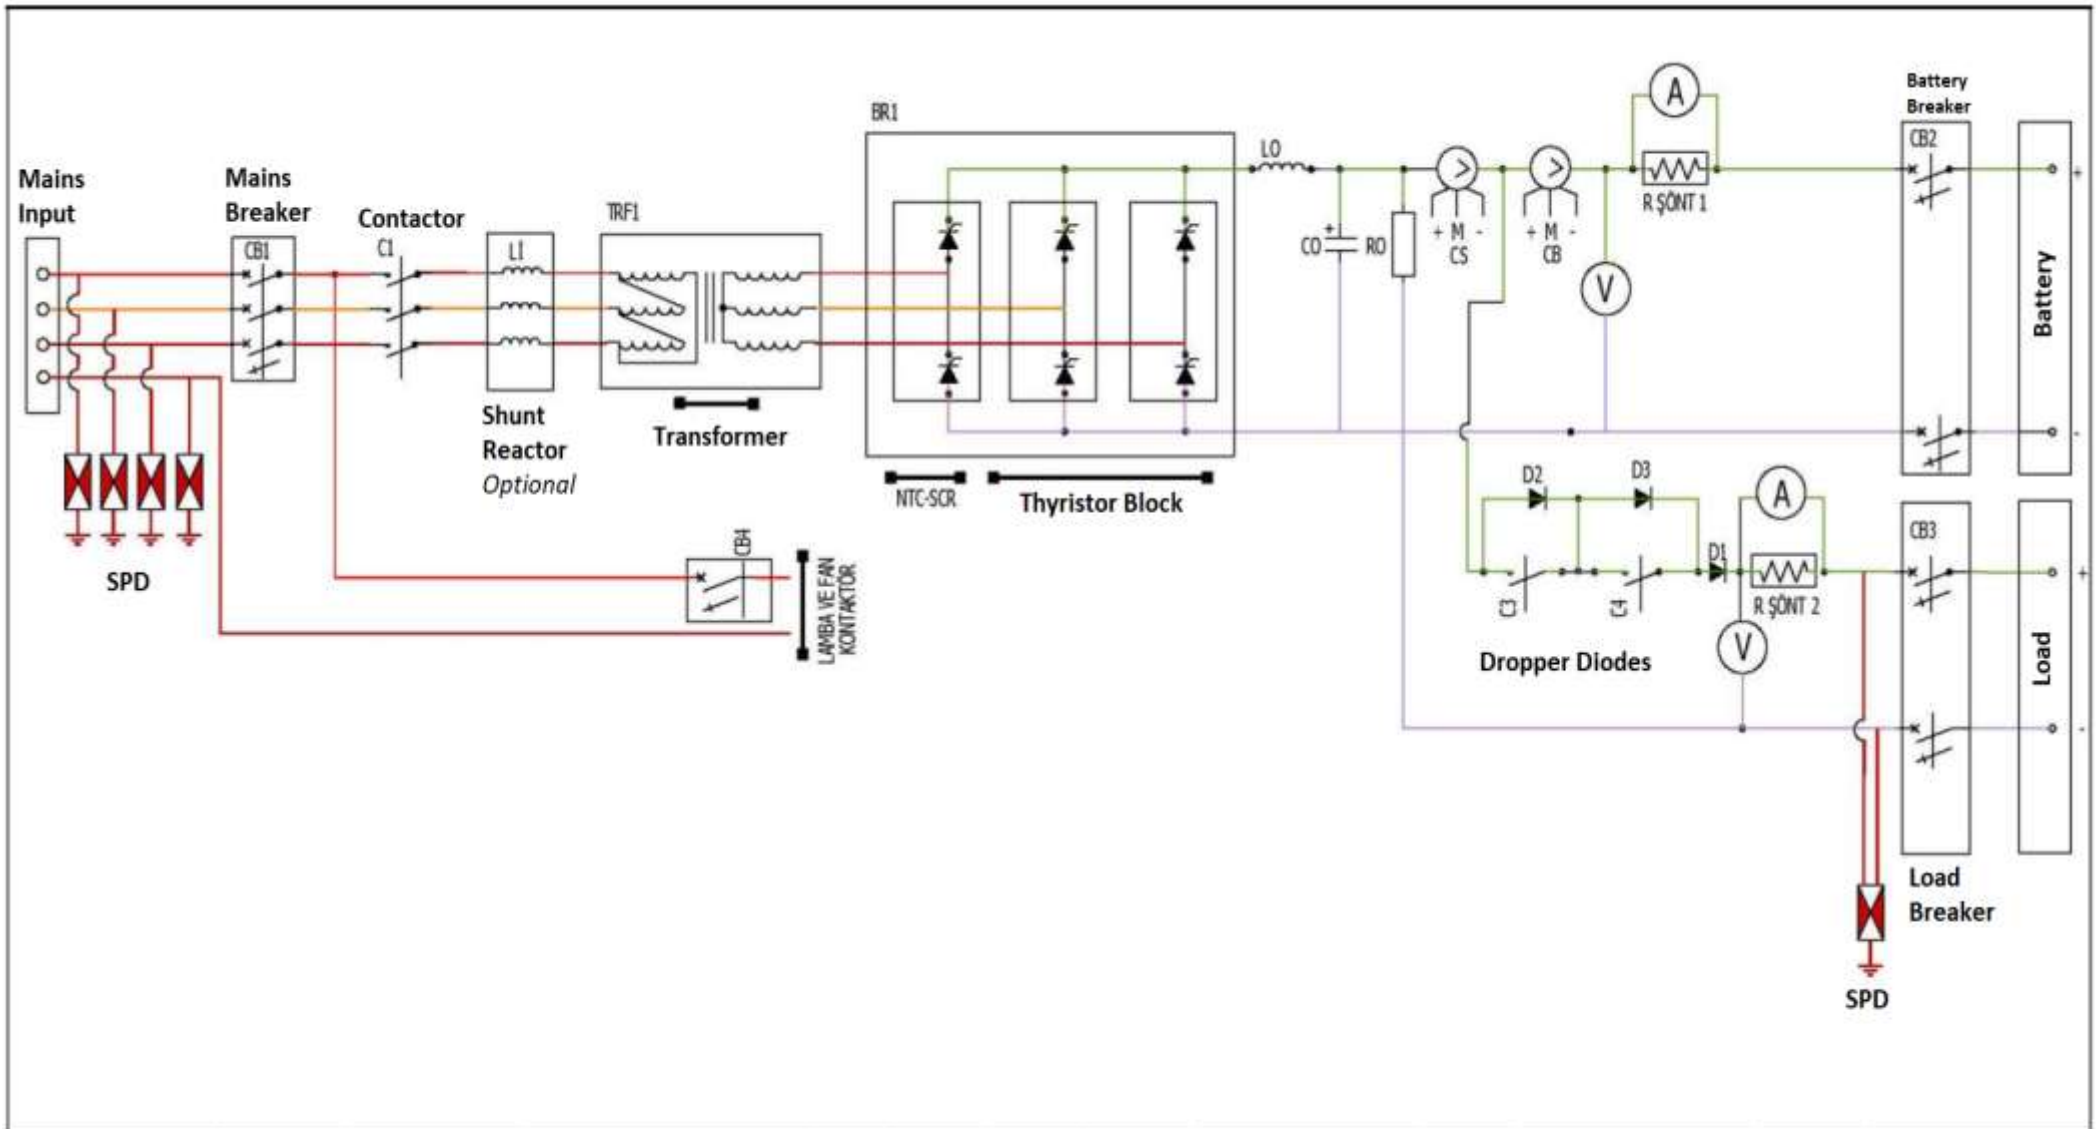 Mains
Input
SPD
Mains
Breaker
CB1
Contactor
C1
Lİ
Shunt
Reactor
Optional
TRF1
Transformer
CB4
LAMBA VE FAN
KONTAKTÖR
BR1
NTC-SCR
Thyristor Block
LO
+
CO
RO
+ M -
CS
+ M -
CB
A
R ŞÖNT 1
V
Battery
Breaker
CB2
+
Battery
-
D2
D3
C3
C4
D1
A
R ŞÖNT 2
V
Dropper Diodes
CB3
+
Load
-
Load
Breaker
SPD